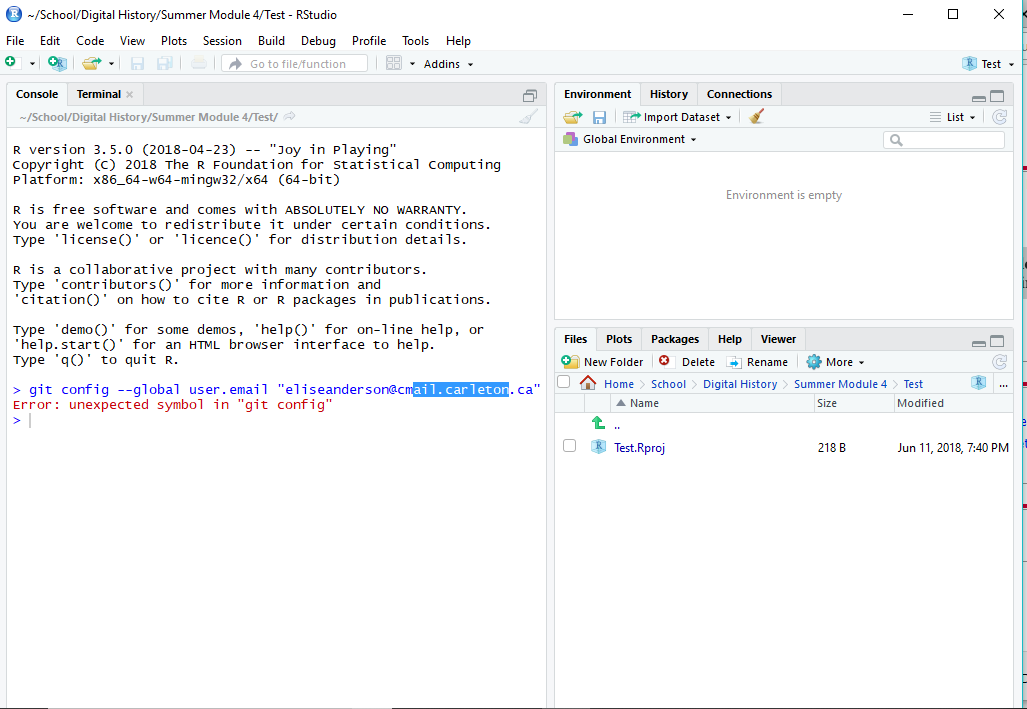 ~/School/Digital History/Summer Module 4/Test - RStudio
File Edit Code View Plots Session Build Debug Profile Tools Help
Go to file/function Addins Test
Console Terminal
~/School/Digital History/Summer Module 4/Test/
R version 3.5.0 (2018-04-23) -- "Joy in Playing"
Copyright (C) 2018 The R Foundation for Statistical Computing
Platform: x86_64-w64-mingw32/x64 (64-bit)
R is free software and comes with ABSOLUTELY NO WARRANTY.
You are welcome to redistribute it under certain conditions.
Type 'license()' or 'licence()' for distribution details.
R is a collaborative project with many contributors.
Type 'contributors()' for more information and
'citation()' on how to cite R or R packages in publications.
Type 'demo()' for some demos, 'help()' for on-line help, or
'help.start()' for an HTML browser interface to help.
Type 'q()' to quit R.
> git config --global user.email "eliseanderson@cmail.carleton.ca"
Error: unexpected symbol in "git config"
>
Environment History Connections
Import Dataset List
Global Environment
Environment is empty
Files Plots Packages Help Viewer
New Folder Delete Rename More
Home School Digital History Summer Module 4 Test ...
Name Size Modified
..
Test.Rproj 218 B Jun 11, 2018, 7:40 PM